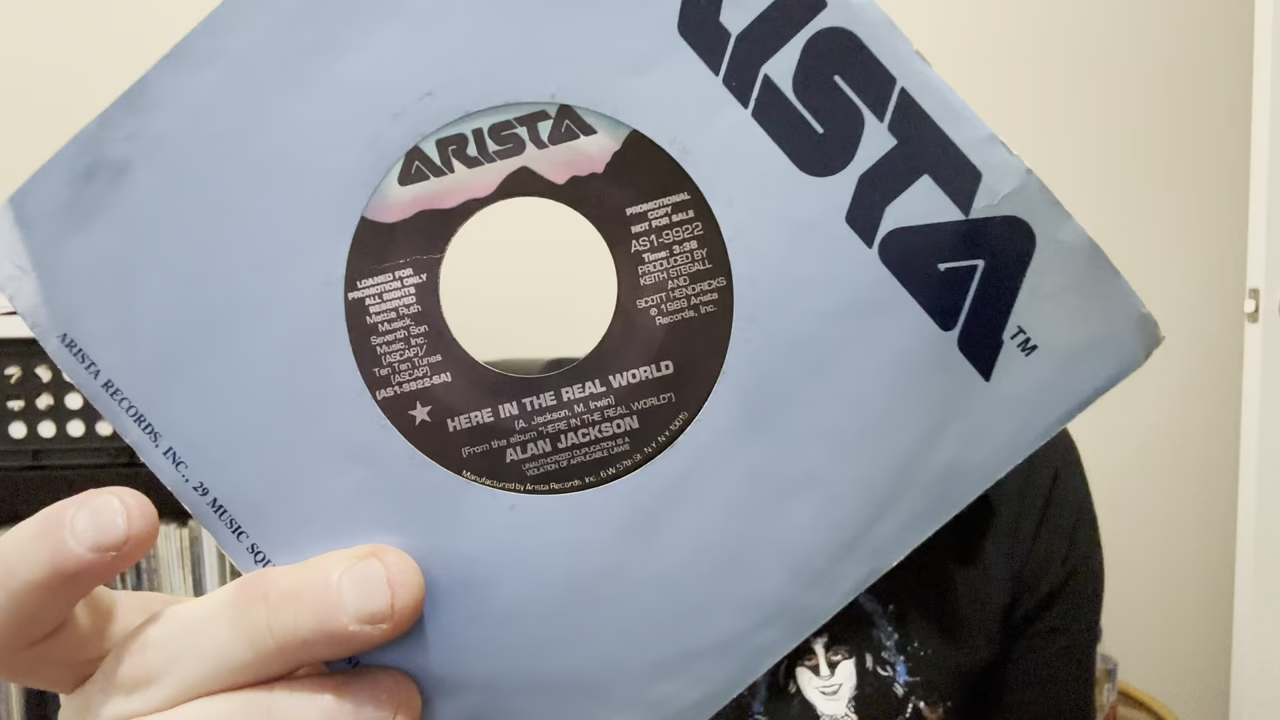 ARISTA
LOANED FOR
PROMOTION ONLY
ALL RIGHTS
RESERVED
Mattie Ruth
Musick,
Seventh Son
Music, Inc.
(ASCAP)/
Ten Ten Tunes
(ASCAP)
(AS1-9922-SA)
PROMOTIONAL
COPY
NOT FOR SALE
AS1-9922
Time: 3:38
PRODUCED BY
KEITH STEGALL
AND
SCOTT HENDRICKS
℗ 1989 Arista
Records, Inc.
HERE IN THE REAL WORLD
(A. Jackson, M. Irwin)
(From the album "HERE IN THE REAL WORLD")
ALAN JACKSON
UNAUTHORIZED DUPLICATION IS A
VIOLATION OF APPLICABLE LAWS
Manufactured by Arista Records, Inc., 6 W. 57th St., N.Y., N.Y. 10019
RISTA™
ARISTA RECORDS, INC., 29 MUSIC SQU